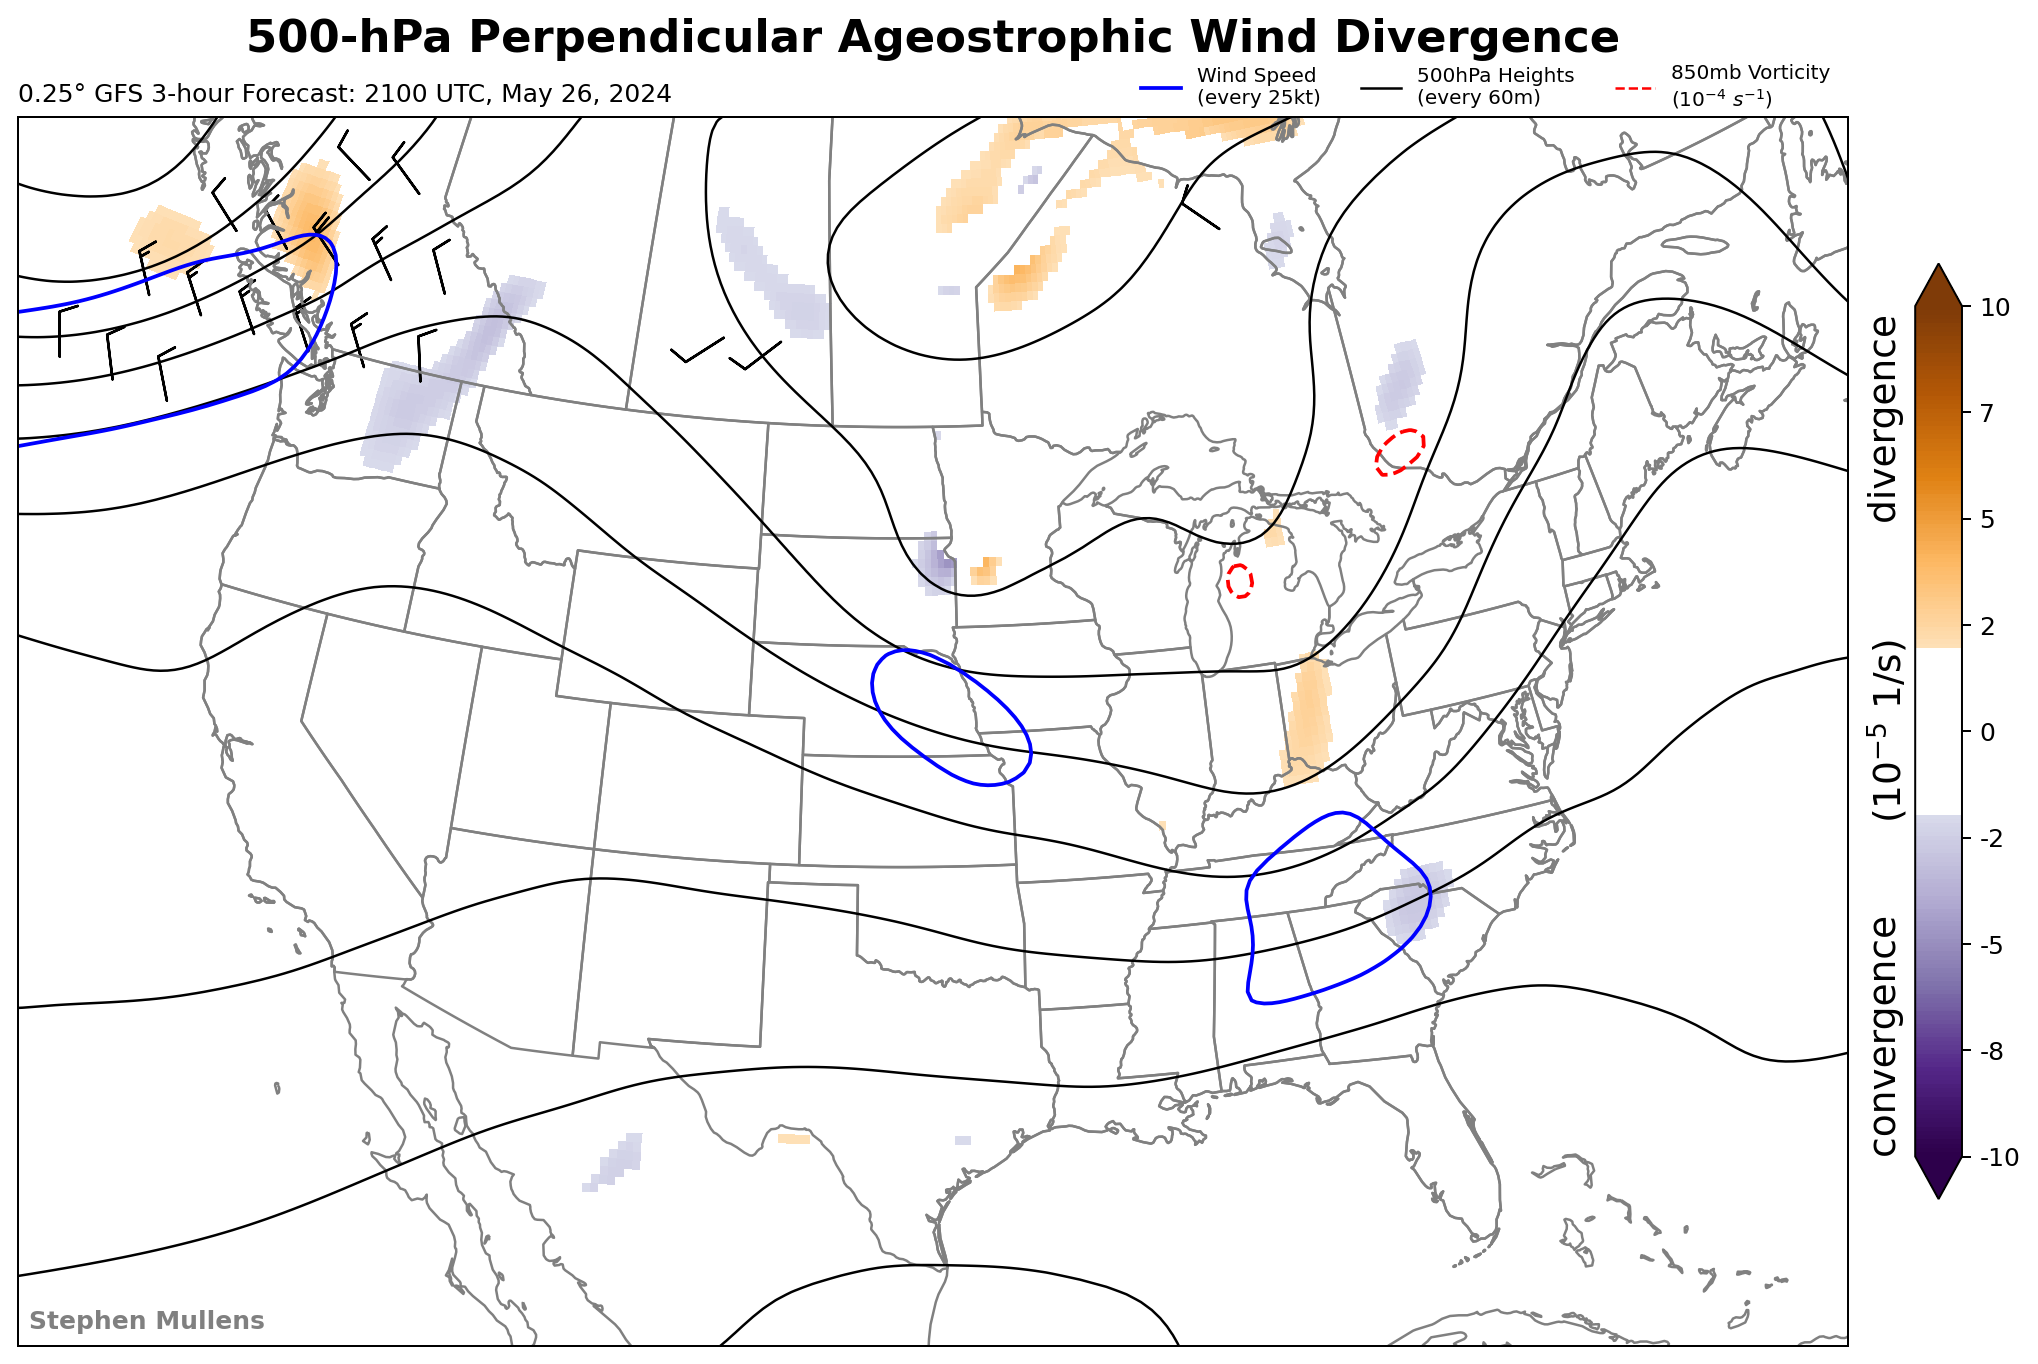 500-hPa Perpendicular Ageostrophic Wind Divergence
0.25° GFS 3-hour Forecast: 2100 UTC, May 26, 2024
Wind Speed
(every 25kt)
500hPa Heights
(every 60m)
850mb Vorticity
(10⁻⁴ s⁻¹)
10
7
5
2
0
-2
-5
-8
-10
convergence (10⁻⁵ 1/s) divergence
Stephen Mullens